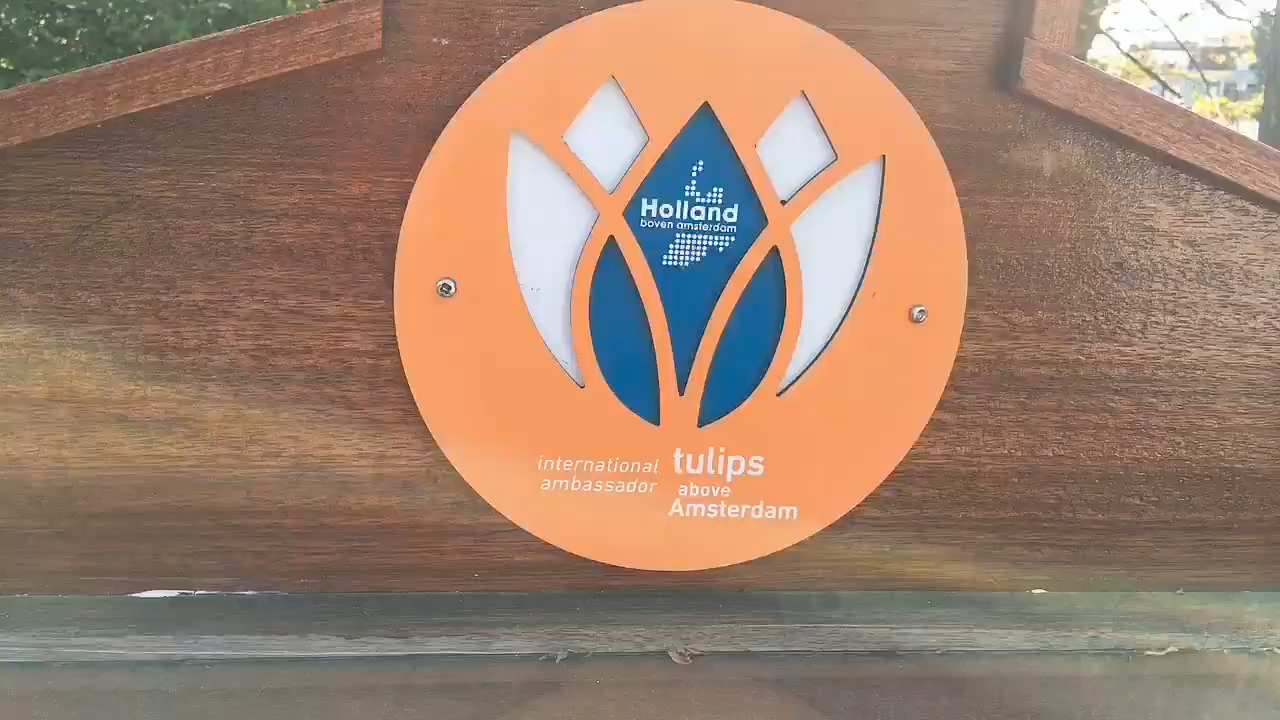 Holland
boven amsterdam
international
ambassador
tulips
above
Amsterdam